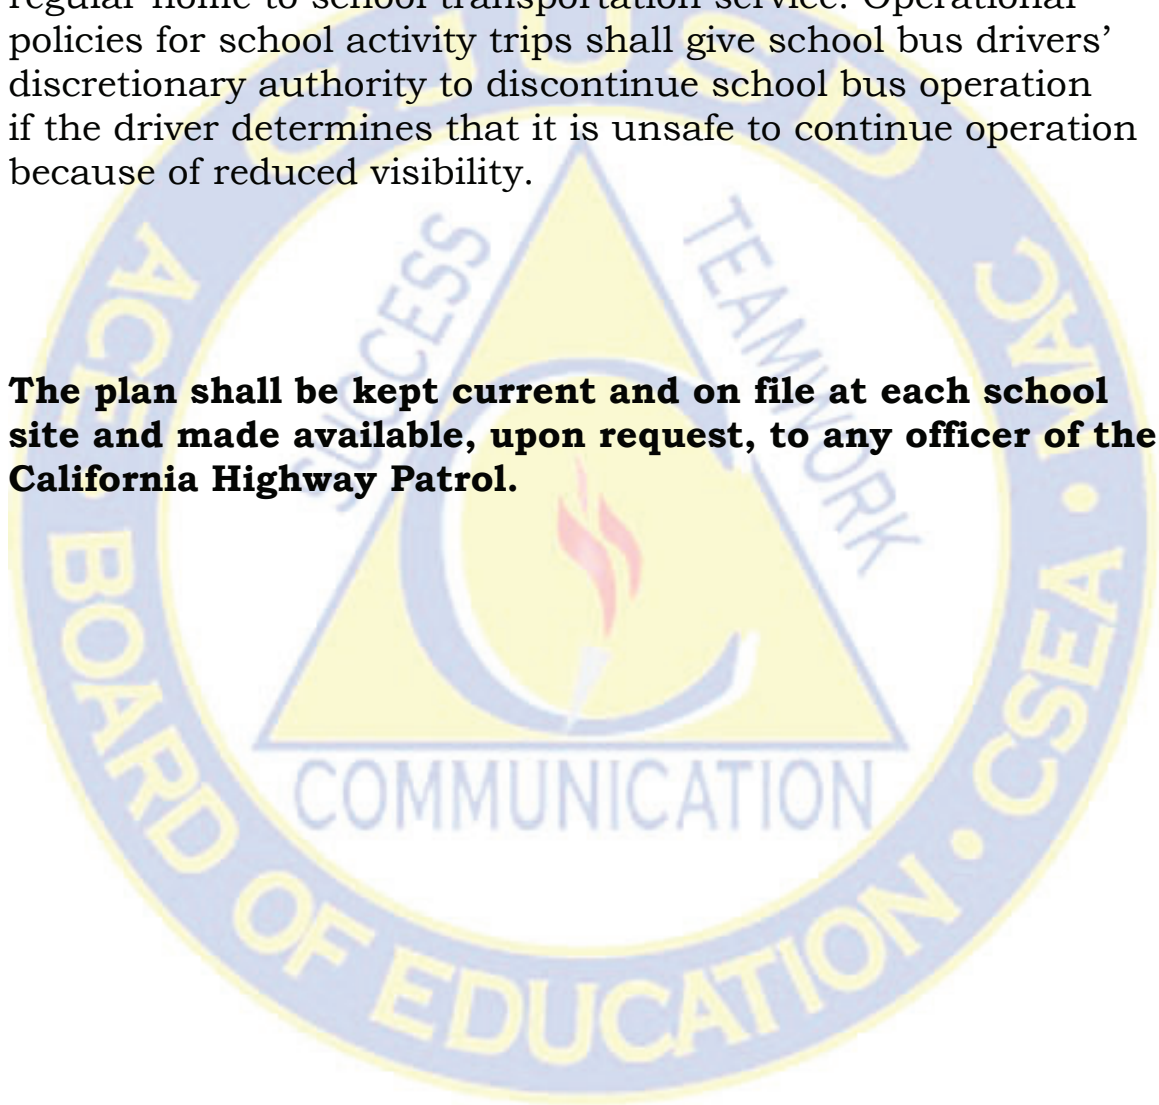 regular home to school transportation service. Operational
policies for school activity trips shall give school bus drivers’
discretionary authority to discontinue school bus operation
if the driver determines that it is unsafe to continue operation
because of reduced visibility.
The plan shall be kept current and on file at each school
site and made available, upon request, to any officer of the
California Highway Patrol.
CJUSD
MAC • CSEA • BOARD OF EDUCATION
SUCCESS
TEAMWORK
COMMUNICATION